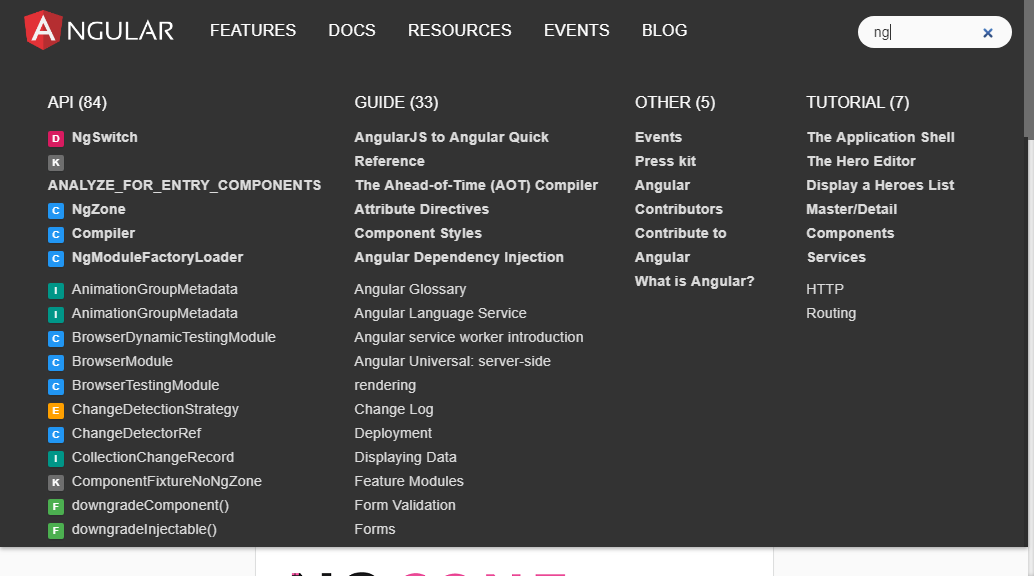 ANGULAR FEATURES DOCS RESOURCES EVENTS BLOG ng ×
API (84)
D NgSwitch
K
ANALYZE_FOR_ENTRY_COMPONENTS
C NgZone
C Compiler
C NgModuleFactoryLoader
I AnimationGroupMetadata
I AnimationGroupMetadata
C BrowserDynamicTestingModule
C BrowserModule
C BrowserTestingModule
E ChangeDetectionStrategy
C ChangeDetectorRef
I CollectionChangeRecord
K ComponentFixtureNoNgZone
F downgradeComponent()
F downgradeInjectable()
GUIDE (33)
AngularJS to Angular Quick
Reference
The Ahead-of-Time (AOT) Compiler
Attribute Directives
Component Styles
Angular Dependency Injection
Angular Glossary
Angular Language Service
Angular service worker introduction
Angular Universal: server-side
rendering
Change Log
Deployment
Displaying Data
Feature Modules
Form Validation
Forms
OTHER (5)
Events
Press kit
Angular
Contributors
Contribute to
Angular
What is Angular?
TUTORIAL (7)
The Application Shell
The Hero Editor
Display a Heroes List
Master/Detail
Components
Services
HTTP
Routing